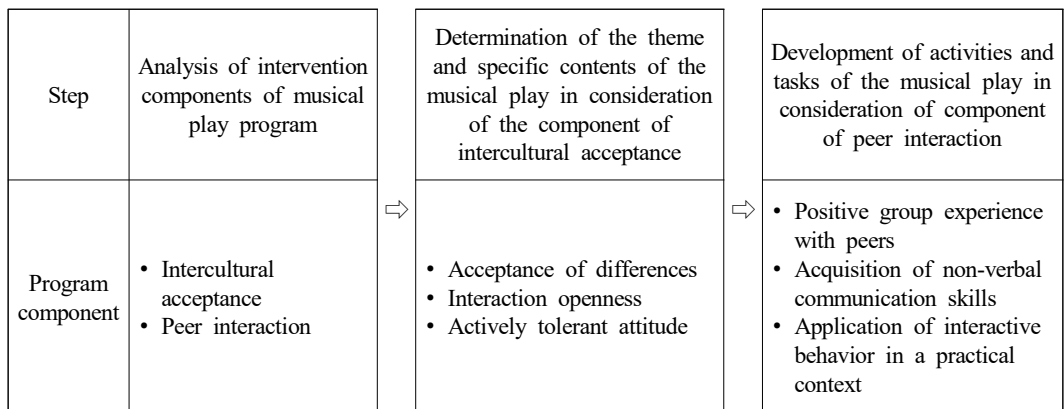 Step
Analysis of intervention
components of musical
play program
⇨
Determination of the theme
and specific contents of the
musical play in consideration
of the component of
intercultural acceptance
⇨
Development of activities and
tasks of the musical play in
consideration of component
of peer interaction
Program
component
• Intercultural
acceptance
• Peer interaction
• Acceptance of differences
• Interaction openness
• Actively tolerant attitude
• Positive group experience
with peers
• Acquisition of non-verbal
communication skills
• Application of interactive
behavior in a practical
context